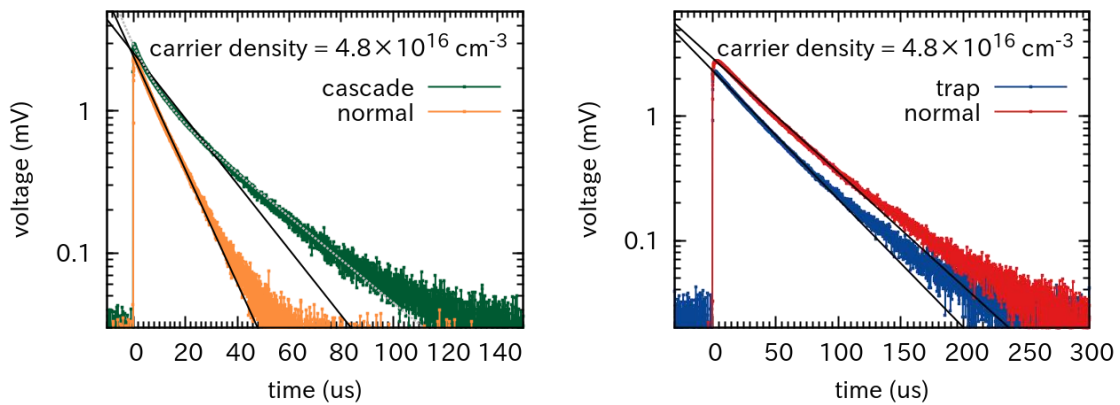 carrier density = 4.8×10¹⁶ cm⁻³
cascade
normal
1
0.1
voltage (mV)
0 20 40 60 80 100 120 140
time (us)
carrier density = 4.8×10¹⁶ cm⁻³
trap
normal
1
0.1
voltage (mV)
0 50 100 150 200 250 300
time (us)